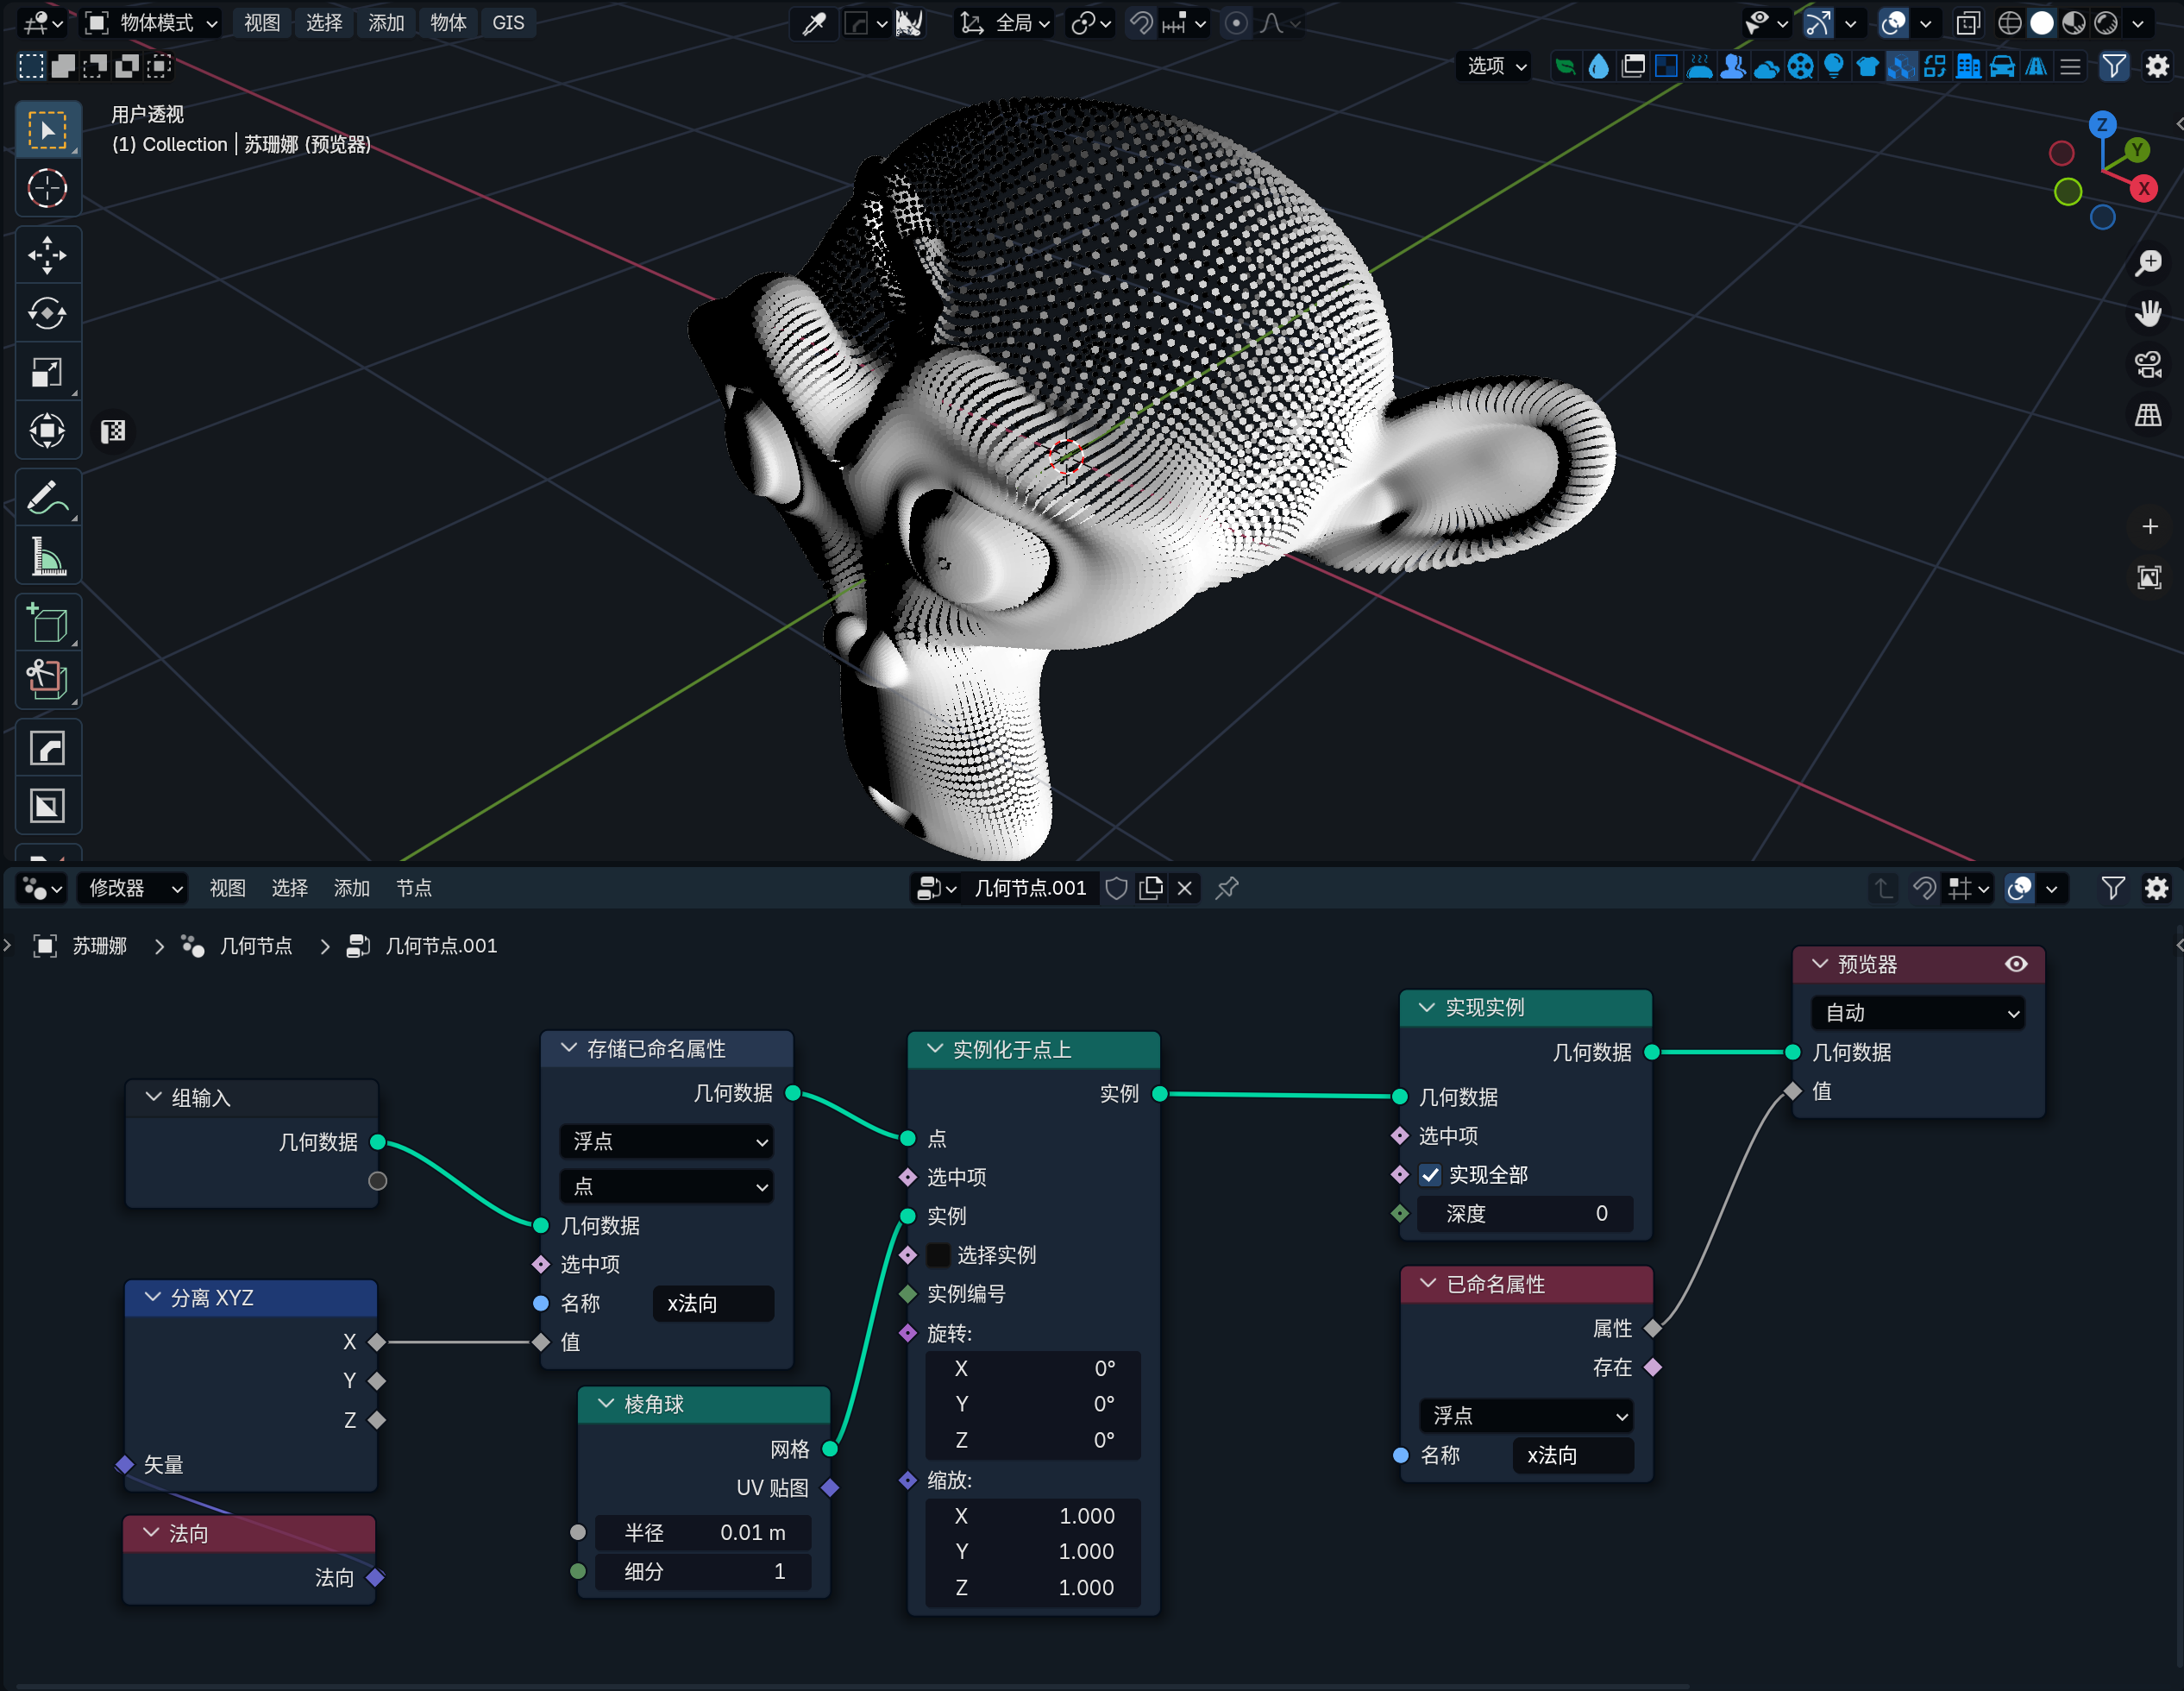 物体模式 视图 选择 添加 物体 GIS 全局
选项
用户透视
(1) Collection | 苏珊娜 (预览器)
Z
Y
X
修改器 视图 选择 添加 节点 几何节点.001
苏珊娜 几何节点 几何节点.001
组输入
几何数据
分离 XYZ
X
Y
Z
矢量
法向
法向
存储已命名属性
几何数据
浮点
点
几何数据
选中项
名称 x法向
值
棱角球
网格
UV 贴图
半径 0.01 m
细分 1
实例化于点上
实例
点
选中项
实例
选择实例
实例编号
旋转:
X 0°
Y 0°
Z 0°
缩放:
X 1.000
Y 1.000
Z 1.000
实现实例
几何数据
几何数据
选中项
实现全部
深度 0
已命名属性
属性
存在
浮点
名称 x法向
预览器
自动
几何数据
值